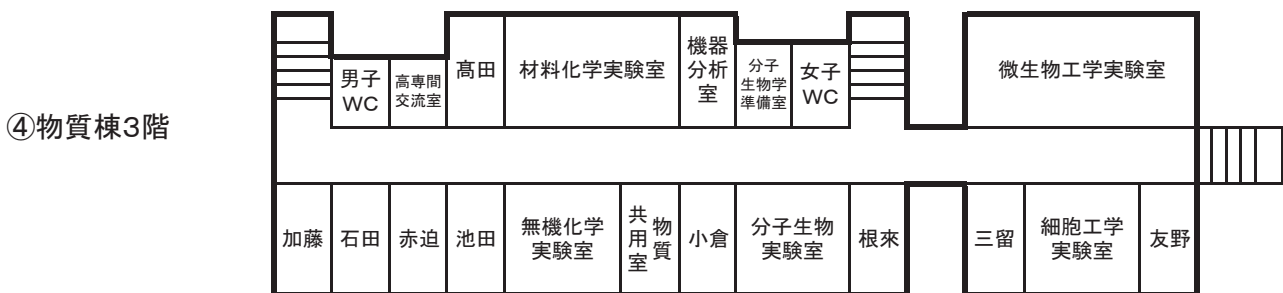 ④物質棟3階
男子
WC
高専間
交流室
髙田
材料化学実験室
機器
分析
室
分子
生物学
準備室
女子
WC
微生物工学実験室
加藤
石田
赤迫
池田
無機化学
実験室
物質
共用室
小倉
分子生物
実験室
根來
三留
細胞工学
実験室
友野